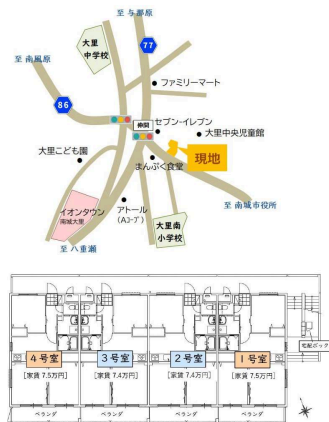 至 与那原
大里
中学校
77
至 南風原
ファミリーマート
86
仲間
セブン-イレブン
大里中央児童館
大里こども園
現地
まんぷく食堂
イオンタウン
南城大里
アトール
(Aコープ)
至 南城市役所
大里南
小学校
至 八重瀬
4号室
[家賃 7.5万円]
3号室
[家賃 7.4万円]
2号室
[家賃 7.4万円]
1号室
[家賃 7.5万円]
宅配ボックス
ベランダ
ベランダ
ベランダ
ベランダ